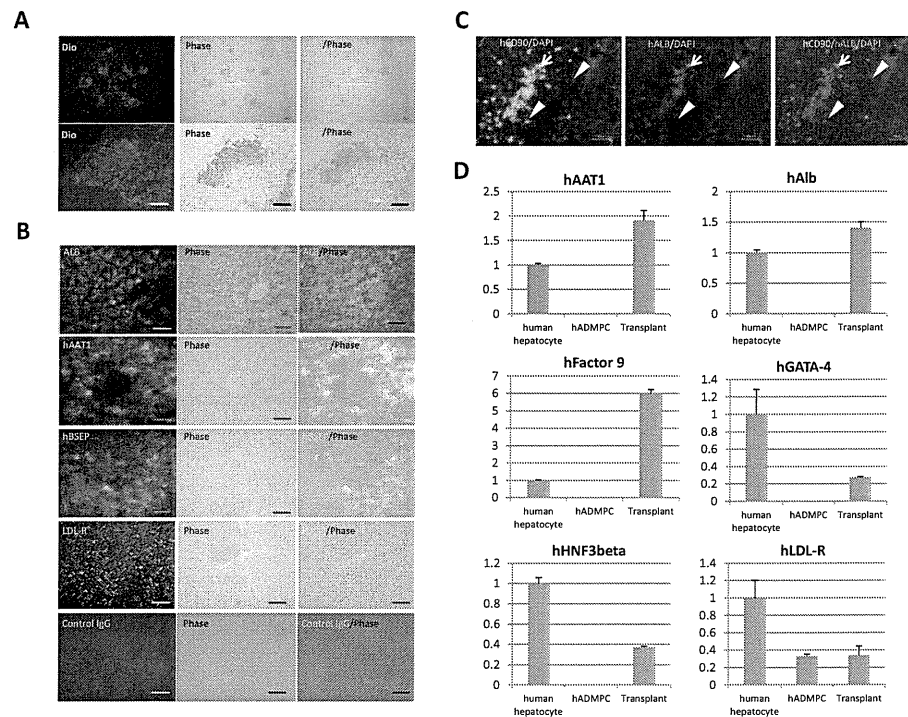 A
Dio
Phase
/Phase
Dio
Phase
/Phase
B
ALB
Phase
/Phase
hAAT1
Phase
/Phase
hBSEP
Phase
/Phase
LDL-R
Phase
/Phase
Control IgG
Phase
Control IgG/Phase
C
hCD90/DAPI
hALB/DAPI
hCD90/hALB/DAPI
D
hAAT1
2.5
2
1.5
1
0.5
0
human hepatocyte
hADMPC
Transplant
hAlb
2
1.5
1
0.5
0
human hepatocyte
hADMPC
Transplant
hFactor 9
7
6
5
4
3
2
1
0
human hepatocyte
hADMPC
Transplant
hGATA-4
1.4
1.2
1
0.8
0.6
0.4
0.2
0
human hepatocyte
hADMPC
Transplant
hHNF3beta
1.2
1
0.8
0.6
0.4
0.2
0
human hepatocyte
hADMPC
Transplant
hLDL-R
1.4
1.2
1
0.8
0.6
0.4
0.2
0
human hepatocyte
hADMPC
Transplant